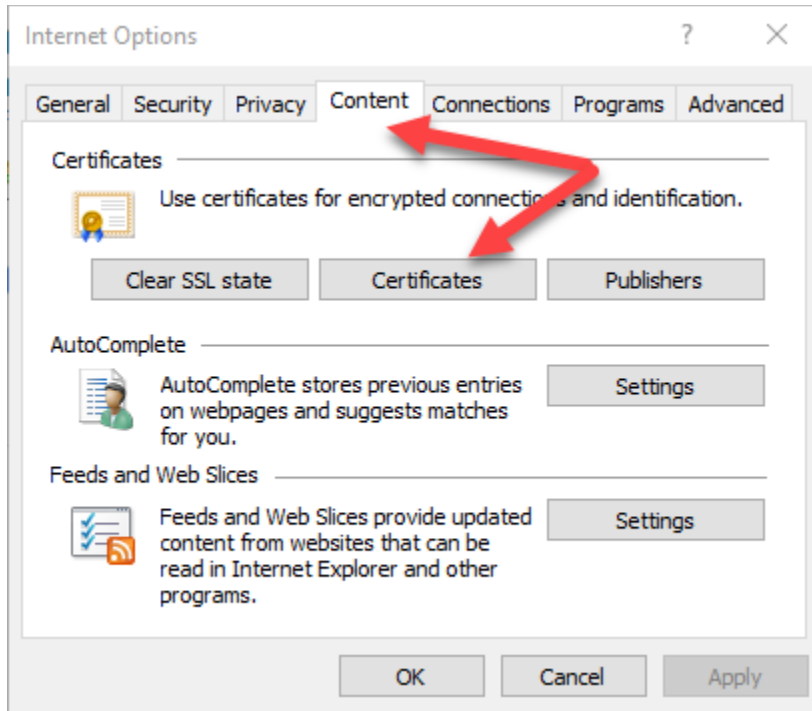 Internet Options
?
General Security Privacy Content Connections Programs Advanced
Certificates
Use certificates for encrypted connections and identification.
Clear SSL state Certificates Publishers
AutoComplete
AutoComplete stores previous entries
on webpages and suggests matches
for you.
Settings
Feeds and Web Slices
Feeds and Web Slices provide updated
content from websites that can be
read in Internet Explorer and other
programs.
Settings
OK Cancel Apply